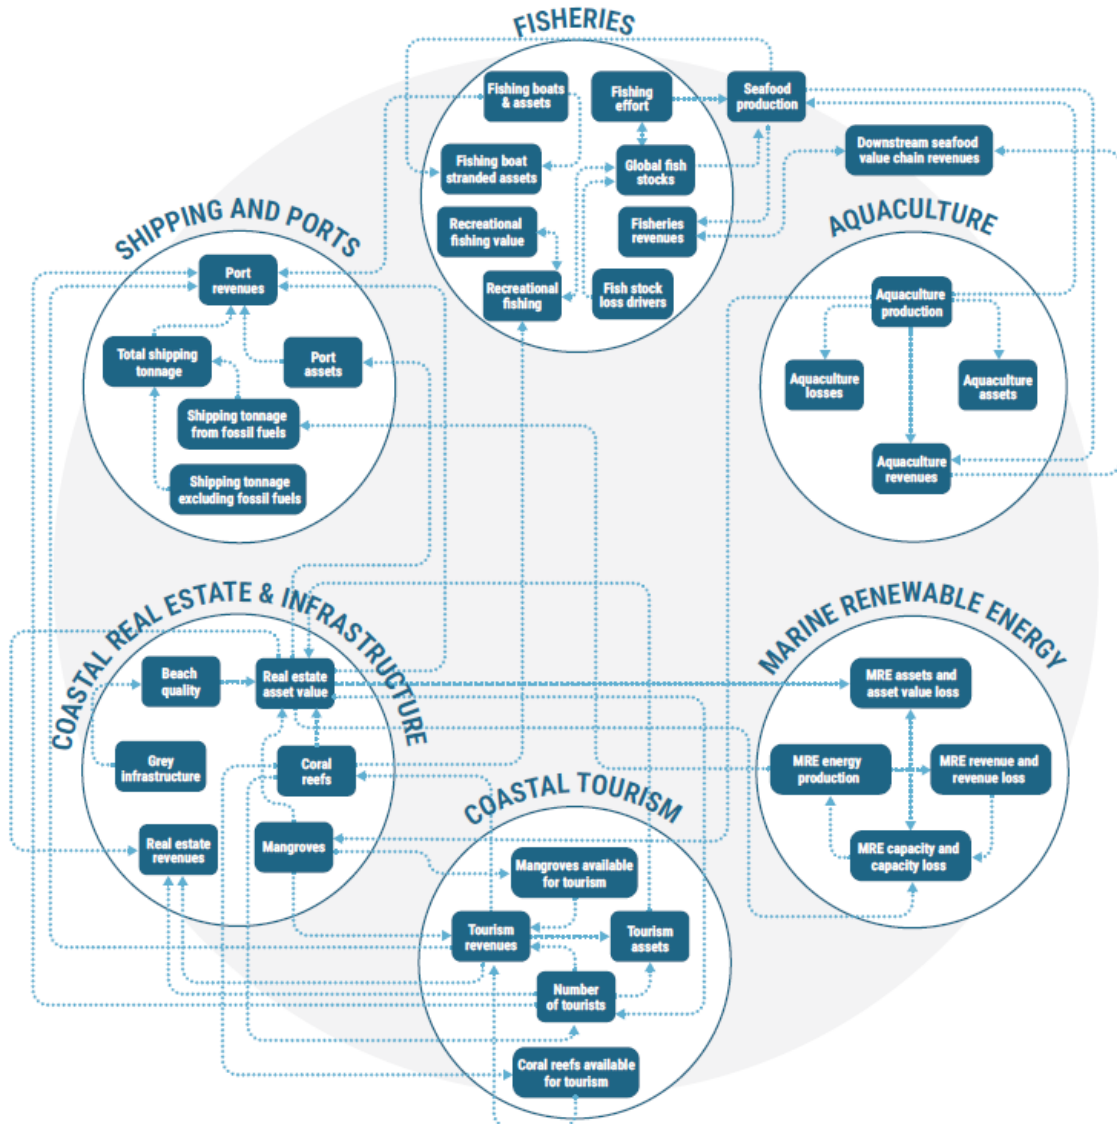 FISHERIES
Fishing boats
& assets
Fishing
effort
Seafood
production
Downstream seafood
value chain revenues
Fishing boat
stranded assets
Global fish
stocks
Recreational
fishing value
Fisheries
revenues
Recreational
fishing
Fish stock
loss drivers
SHIPPING AND PORTS
Port
revenues
Total shipping
tonnage
Port
assets
Shipping tonnage
from fossil fuels
Shipping tonnage
excluding fossil fuels
AQUACULTURE
Aquaculture
production
Aquaculture
losses
Aquaculture
assets
Aquaculture
revenues
COASTAL REAL ESTATE & INFRASTRUCTURE
Beach
quality
Real estate
asset value
Grey
infrastructure
Coral
reefs
Real estate
revenues
Mangroves
MARINE RENEWABLE ENERGY
MRE assets and
asset value loss
MRE energy
production
MRE revenue and
revenue loss
MRE capacity and
capacity loss
COASTAL TOURISM
Mangroves available
for tourism
Tourism
revenues
Tourism
assets
Number
of tourists
Coral reefs available
for tourism